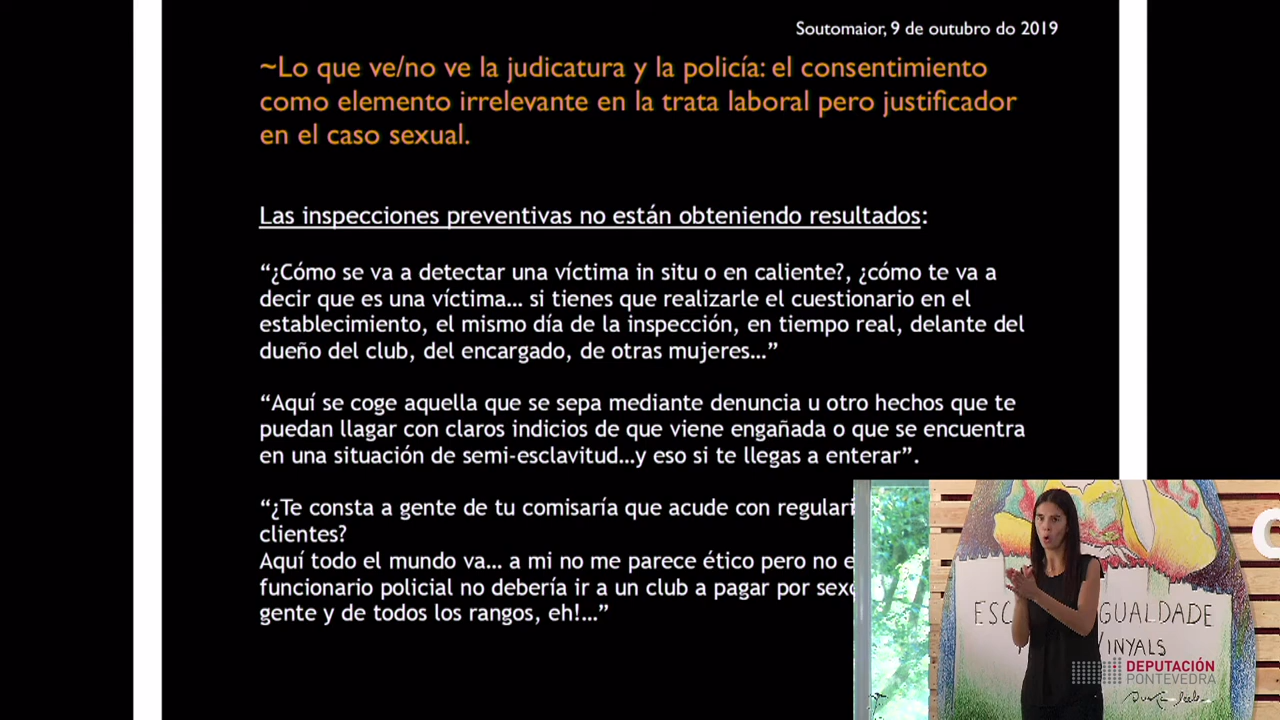 Soutomaior, 9 de outubro do 2019
~Lo que ve/no ve la judicatura y la policía: el consentimiento
como elemento irrelevante en la trata laboral pero justificador
en el caso sexual.
Las inspecciones preventivas no están obteniendo resultados:
“¿Cómo se va a detectar una víctima in situ o en caliente?, ¿cómo te va a
decir que es una víctima... si tienes que realizarle el cuestionario en el
establecimiento, el mismo día de la inspección, en tiempo real, delante del
dueño del club, del encargado, de otras mujeres...”
“Aquí se coge aquella que se sepa mediante denuncia u otro hechos que te
puedan llagar con claros indicios de que viene engañada o que se encuentra
en una situación de semi-esclavitud...y eso si te llegas a enterar”.
“¿Te consta a gente de tu comisaría que acude con regulari
clientes?
Aquí todo el mundo va... a mi no me parece ético pero no e
funcionario policial no debería ir a un club a pagar por sex
gente y de todos los rangos, eh!...”
ESC GUALDADE
INYALS
DEPUTACIÓN
PONTEVEDRA